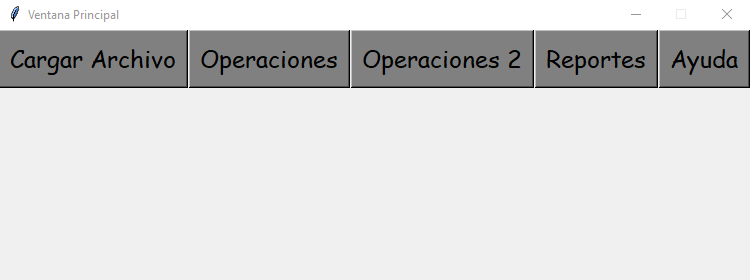 Ventana Principal
Cargar Archivo Operaciones Operaciones 2 Reportes Ayuda